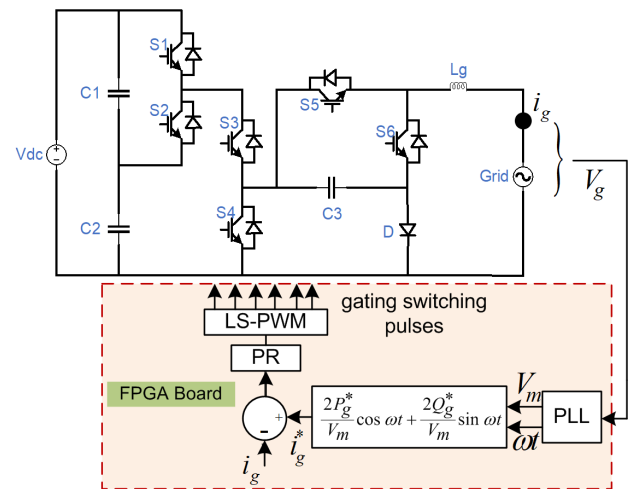 S1
C1
S2
Vdc
S3
S5
Lg
S6
i_g
Grid
V_g
C2
S4
C3
D
gating switching
pulses
LS-PWM
PR
FPGA Board
2P_g^*/V_m cos ωt + 2Q_g^*/V_m sin ωt
V_m
ωt
PLL
+
-
i_g^*
i_g